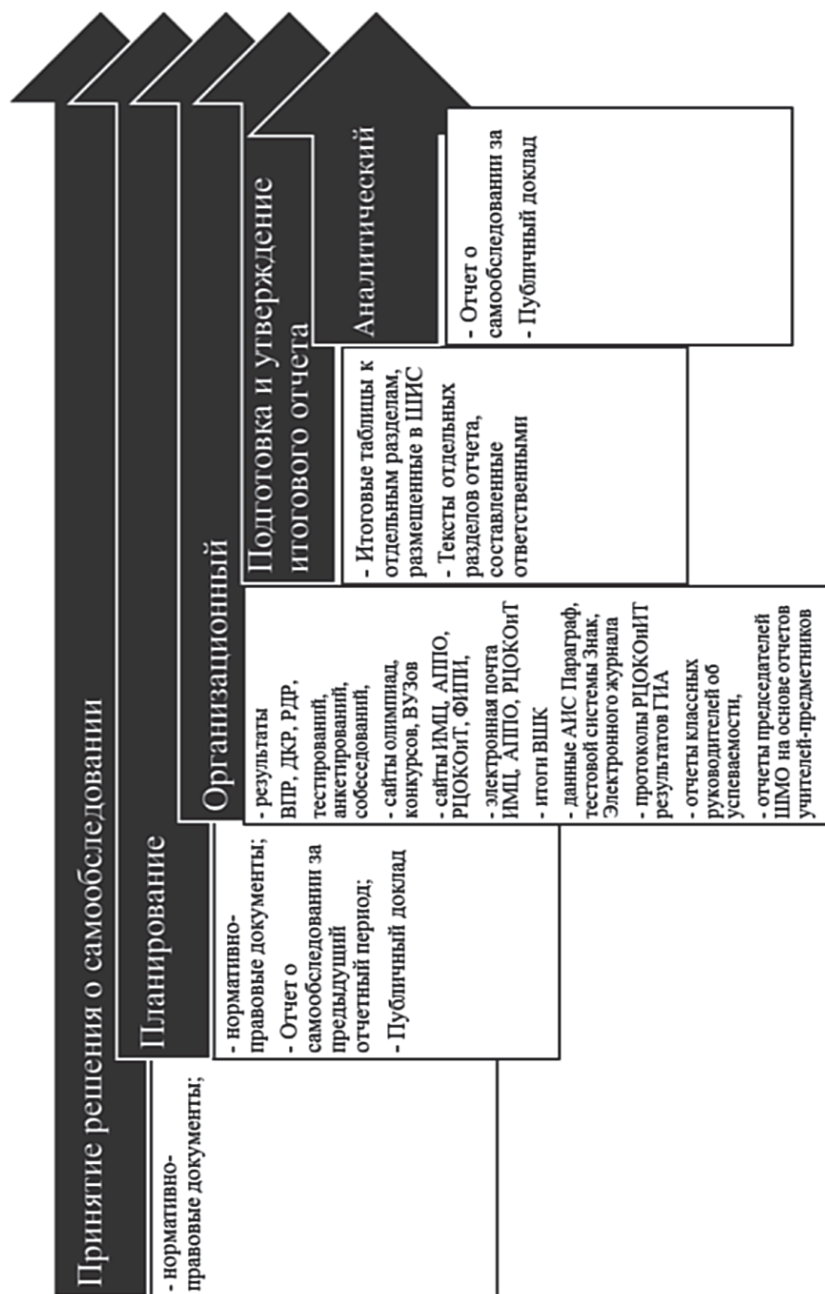 Принятие решения о самообследовании
- нормативно-
правовые документы;
Планирование
- нормативно-
правовые документы;
- Отчет о
самообследовании за
предыдущий
отчетный период;
- Публичный доклад
Организационный
- результаты
ВПР, ДКР, РДР,
тестирований,
анкетирований,
собеседований,
- сайты олимпиад,
конкурсов, ВУЗов
- сайты ИМЦ, АППО,
РЦОКОиТ, ФИПИ,
- электронная почта
ИМЦ, АППО, РЦОКОиТ
- итоги ВШК
- данные АИС Параграф,
тестовой системы Знак,
Электронного журнала
- протоколы РЦОКОиИТ
результатов ГИА
- отчеты классных
руководителей об
успеваемости,
- отчеты председателей
ШМО на основе отчетов
учителей-предметников
Подготовка и утверждение
итогового отчета
- Итоговые таблицы к
отдельным разделам,
размещенные в ШИС
- Тексты отдельных
разделов отчета,
составленные
ответственными
Аналитический
- Отчет о
самообследовании за
- Публичный доклад